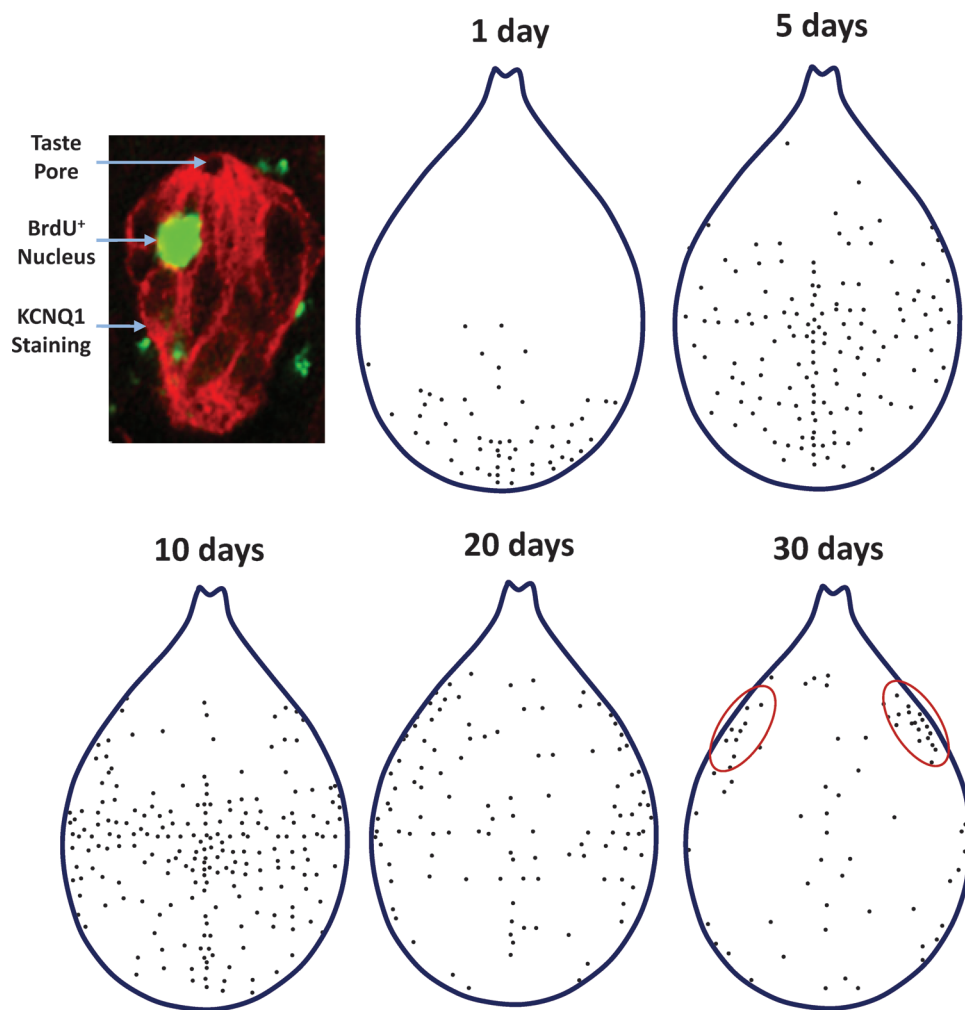 1 day
5 days
Taste
Pore
BrdU⁺
Nucleus
KCNQ1
Staining
10 days
20 days
30 days